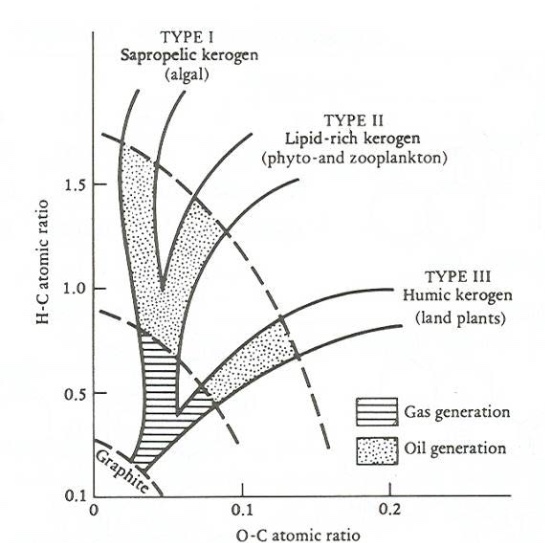 TYPE I
Sapropelic kerogen
(algal)
TYPE II
Lipid-rich kerogen
(phyto-and zooplankton)
1.5
H-C atomic ratio
1.0
TYPE III
Humic kerogen
(land plants)
0.5
Gas generation
Oil generation
Graphite
0.1
0
0.1
0.2
O-C atomic ratio